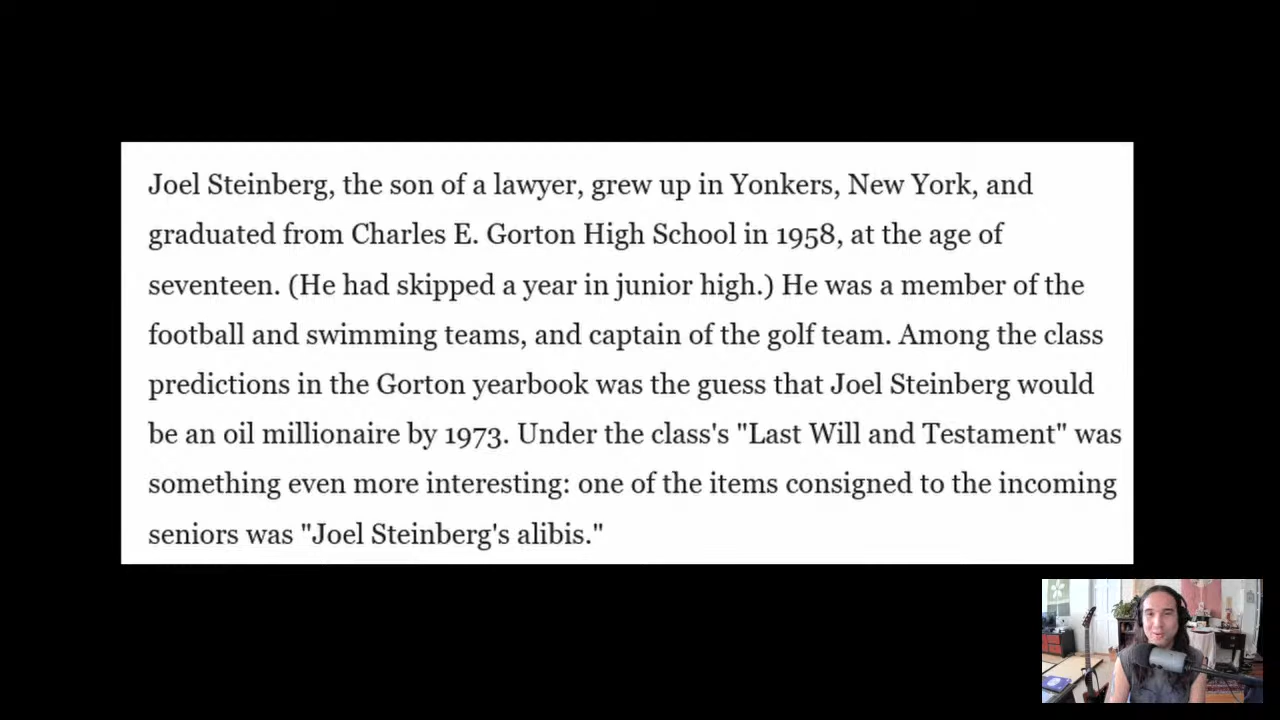 Joel Steinberg, the son of a lawyer, grew up in Yonkers, New York, and
graduated from Charles E. Gorton High School in 1958, at the age of
seventeen. (He had skipped a year in junior high.) He was a member of the
football and swimming teams, and captain of the golf team. Among the class
predictions in the Gorton yearbook was the guess that Joel Steinberg would
be an oil millionaire by 1973. Under the class's "Last Will and Testament" was
something even more interesting: one of the items consigned to the incoming
seniors was "Joel Steinberg's alibis."